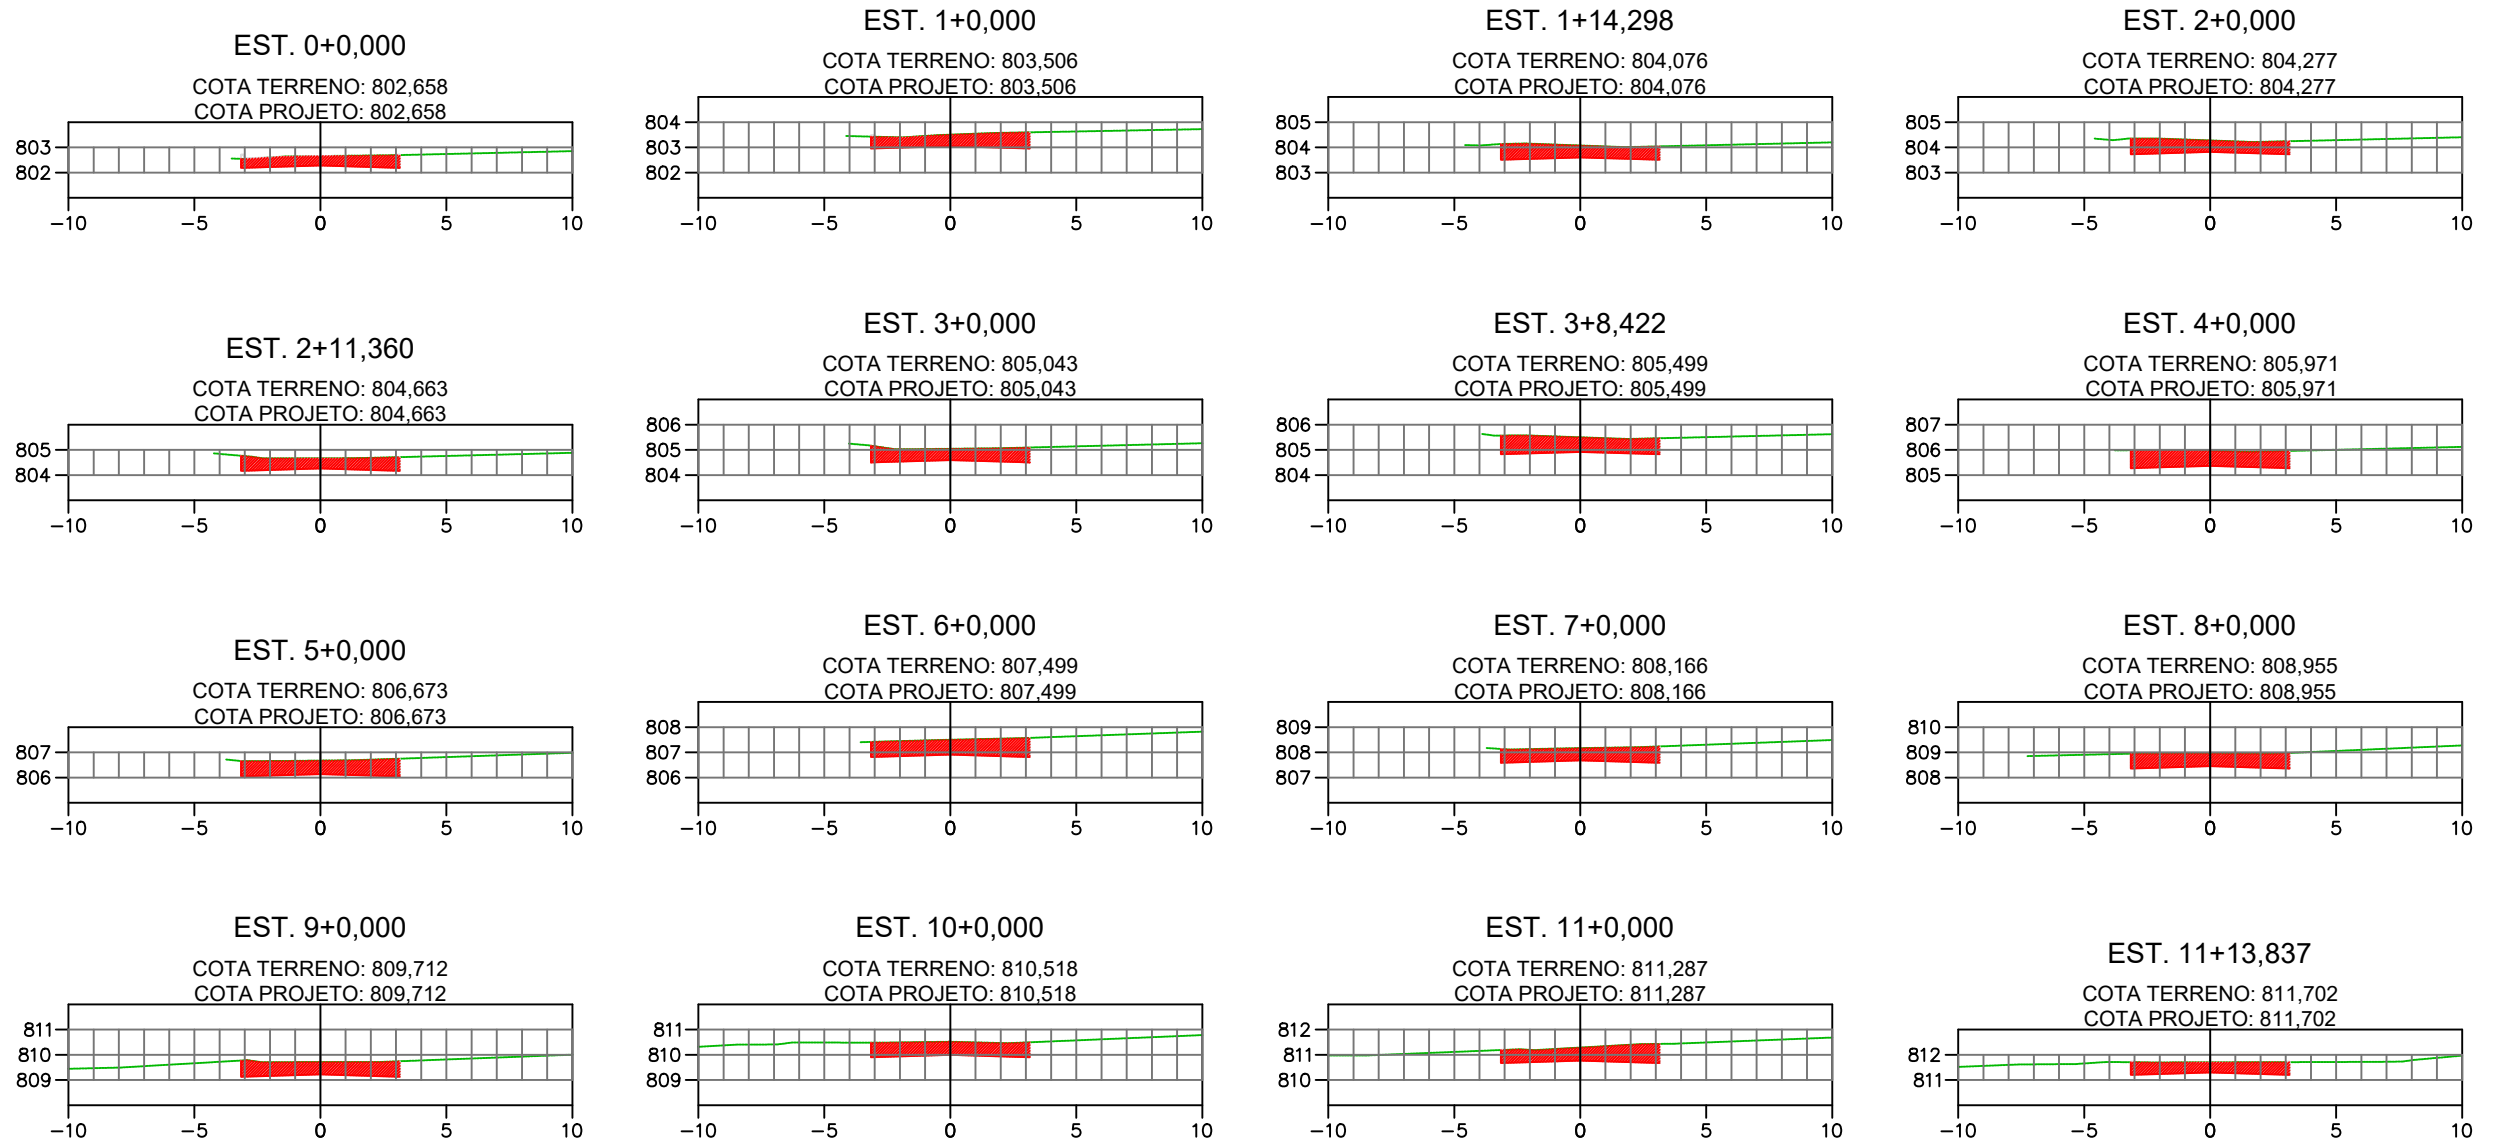 EST. 0+0,000
COTA TERRENO: 802,658
COTA PROJETO: 802,658
803
802
−10 −5 0 5 10
EST. 1+0,000
COTA TERRENO: 803,506
COTA PROJETO: 803,506
804
803
802
−10 −5 0 5 10
EST. 1+14,298
COTA TERRENO: 804,076
COTA PROJETO: 804,076
805
804
803
−10 −5 0 5 10
EST. 2+0,000
COTA TERRENO: 804,277
COTA PROJETO: 804,277
805
804
803
−10 −5 0 5 10
EST. 2+11,360
COTA TERRENO: 804,663
COTA PROJETO: 804,663
805
804
−10 −5 0 5 10
EST. 3+0,000
COTA TERRENO: 805,043
COTA PROJETO: 805,043
806
805
804
−10 −5 0 5 10
EST. 3+8,422
COTA TERRENO: 805,499
COTA PROJETO: 805,499
806
805
804
−10 −5 0 5 10
EST. 4+0,000
COTA TERRENO: 805,971
COTA PROJETO: 805,971
807
806
805
−10 −5 0 5 10
EST. 5+0,000
COTA TERRENO: 806,673
COTA PROJETO: 806,673
807
806
−10 −5 0 5 10
EST. 6+0,000
COTA TERRENO: 807,499
COTA PROJETO: 807,499
808
807
806
−10 −5 0 5 10
EST. 7+0,000
COTA TERRENO: 808,166
COTA PROJETO: 808,166
809
808
807
−10 −5 0 5 10
EST. 8+0,000
COTA TERRENO: 808,955
COTA PROJETO: 808,955
810
809
808
−10 −5 0 5 10
EST. 9+0,000
COTA TERRENO: 809,712
COTA PROJETO: 809,712
811
810
809
−10 −5 0 5 10
EST. 10+0,000
COTA TERRENO: 810,518
COTA PROJETO: 810,518
811
810
809
−10 −5 0 5 10
EST. 11+0,000
COTA TERRENO: 811,287
COTA PROJETO: 811,287
812
811
810
−10 −5 0 5 10
EST. 11+13,837
COTA TERRENO: 811,702
COTA PROJETO: 811,702
812
811
−10 −5 0 5 10